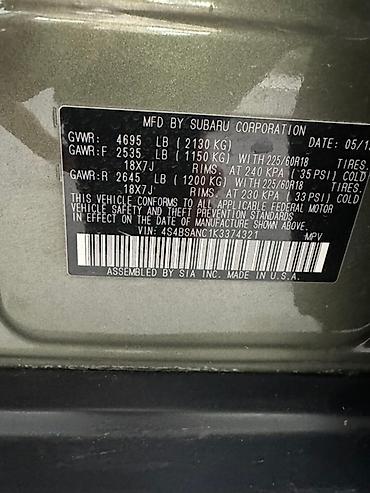 MFD BY SUBARU CORPORATION
GVWR: 4695 LB ( 2130 KG) DATE: 05/1
GAWR:F 2535 LB ( 1150 KG) WITH 225/60R18 TIRES.
18X7J RIMS. AT 240 KPA ( 35 PSI) COLD
GAWR:R 2645 LB ( 1200 KG) WITH 225/60R18 TIRES.
18X7J RIMS. AT 230 KPA ( 33 PSI) COLD
THIS VEHICLE CONFORMS TO ALL APPLICABLE FEDERAL MOTOR
VEHICLE SAFETY, BUMPER, AND THEFT PREVENTION STANDARDS
IN EFFECT ON THE DATE OF MANUFACTURE SHOWN ABOVE.
VIN: 4S4BSANC1K3374321 MPV
ASSEMBLED BY SIA INC. MADE IN U.S.A.